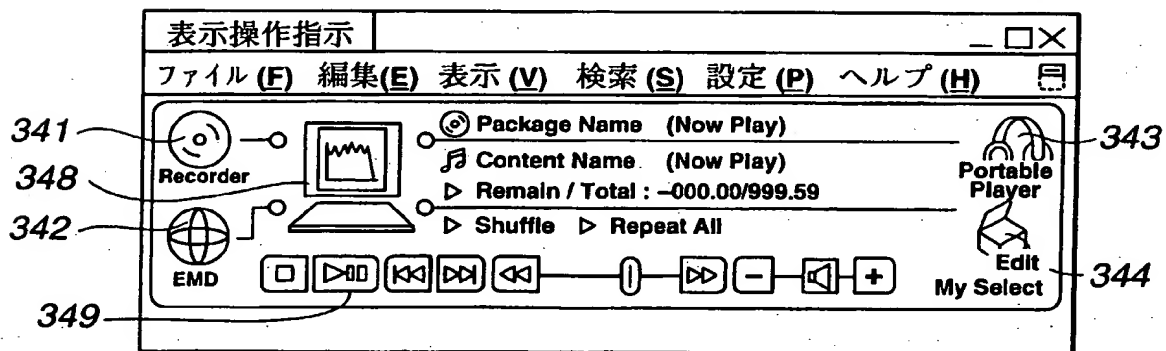 表示操作指示
ファイル (F) 編集(E) 表示 (V) 検索 (S) 設定 (P) ヘルプ (H)
341
Recorder
348
342
EMD
349
Package Name (Now Play)
Content Name (Now Play)
Remain / Total : –000.00/999.59
Shuffle Repeat All
343
Portable
Player
Edit
My Select
344